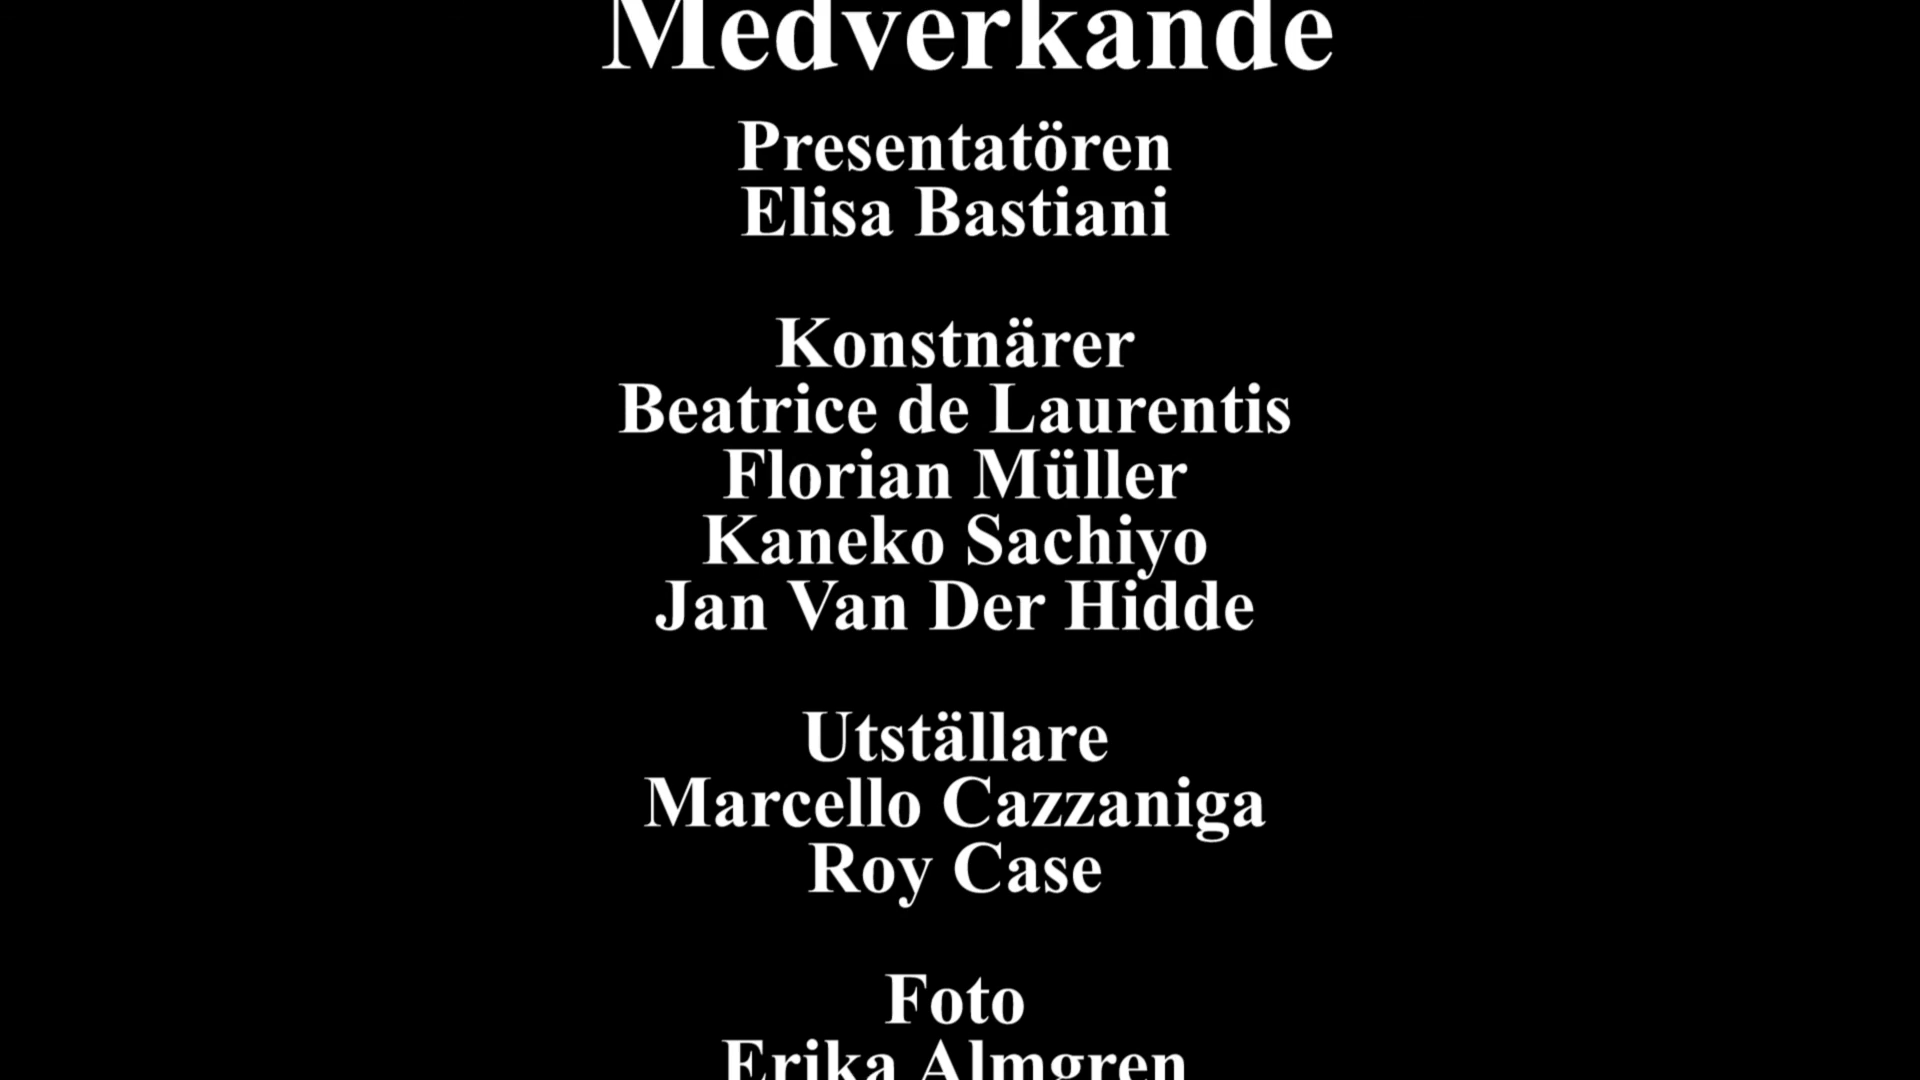 Medverkande
Presentatören
Elisa Bastiani
Konstnärer
Beatrice de Laurentis
Florian Müller
Kaneko Sachiyo
Jan Van Der Hidde
Utställare
Marcello Cazzaniga
Roy Case
Foto
Erika Almgren